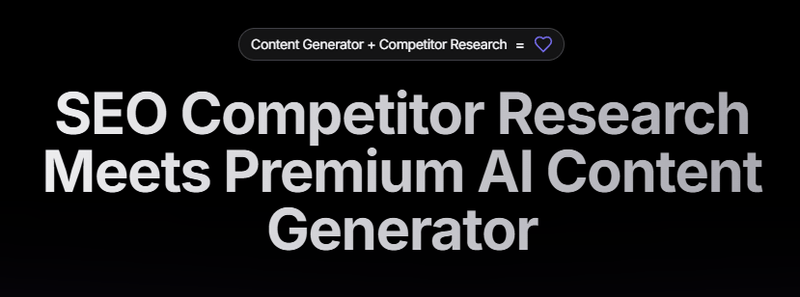 Content Generator + Competitor Research =
SEO Competitor Research
Meets Premium AI Content
Generator